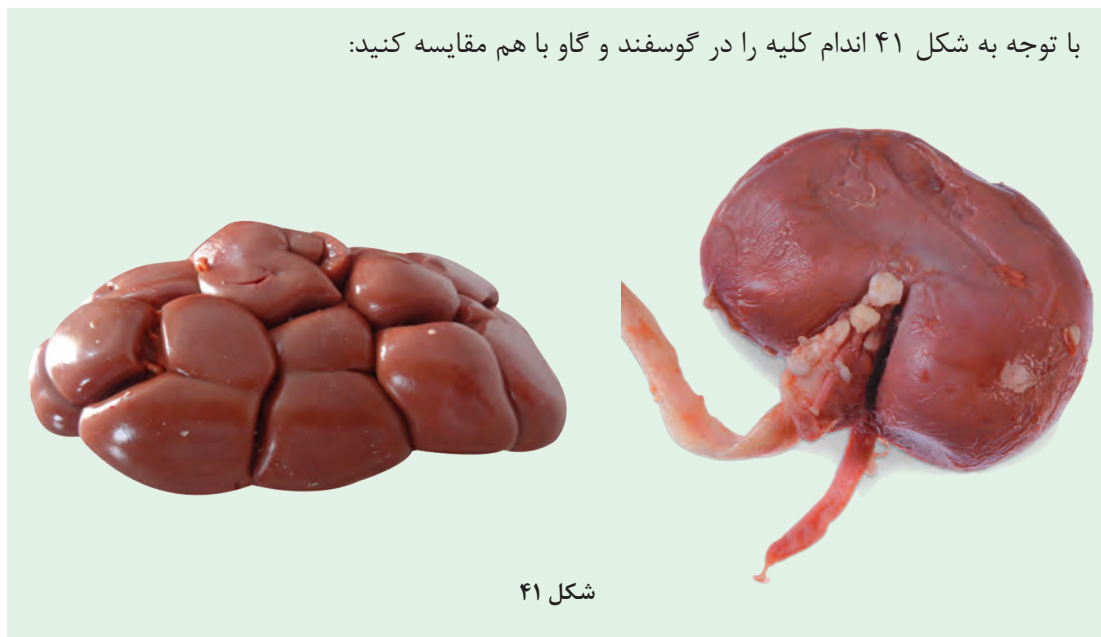 با توجه به شکل ۴۱ اندام کلیه را در گوسفند و گاو با هم مقایسه کنید:
شکل ۴۱